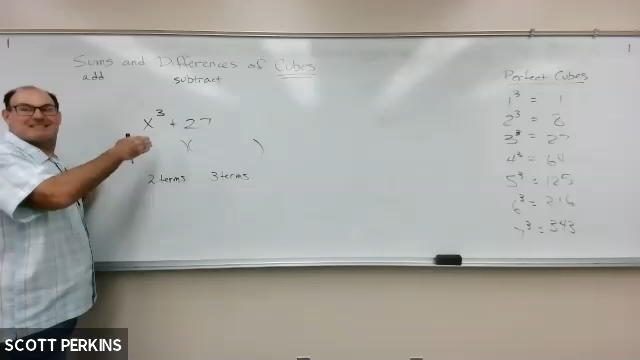 Sums and Differences of Cubes
add subtract
x³ + 27
( )( )
2 terms 3 terms
Perfect Cubes
1³ = 1
2³ = 8
3³ = 27
4³ = 64
5³ = 125
6³ = 216
7³ = 343
SCOTT PERKINS